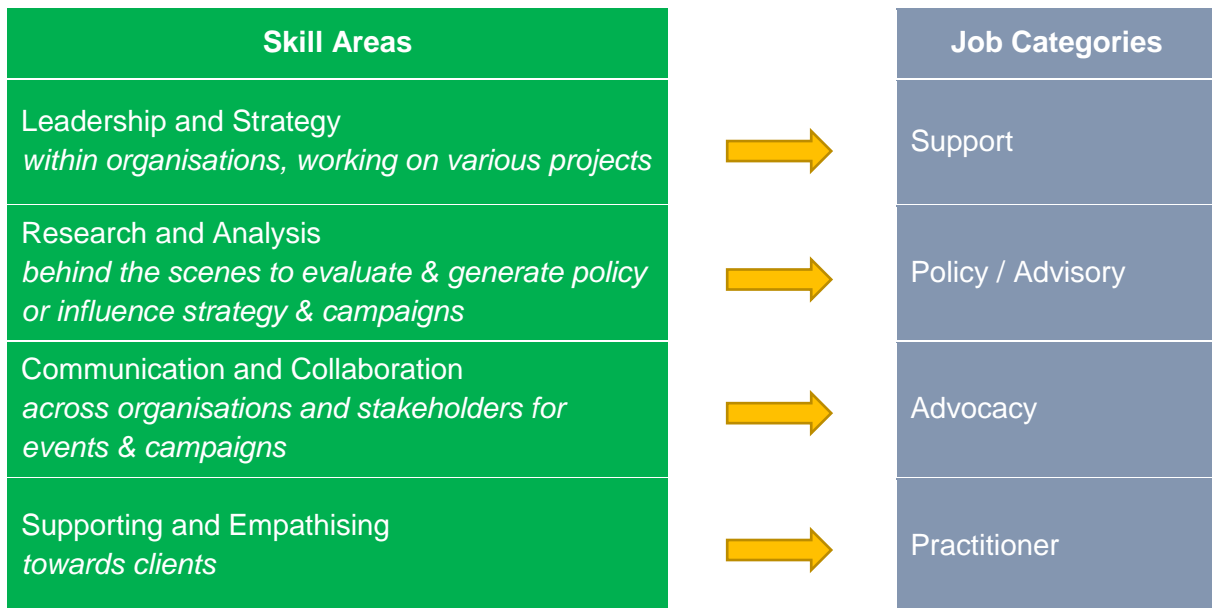 Skill Areas
Job Categories
Leadership and Strategy
within organisations, working on various projects
Support
Research and Analysis
behind the scenes to evaluate & generate policy
or influence strategy & campaigns
Policy / Advisory
Communication and Collaboration
across organisations and stakeholders for
events & campaigns
Advocacy
Supporting and Empathising
towards clients
Practitioner